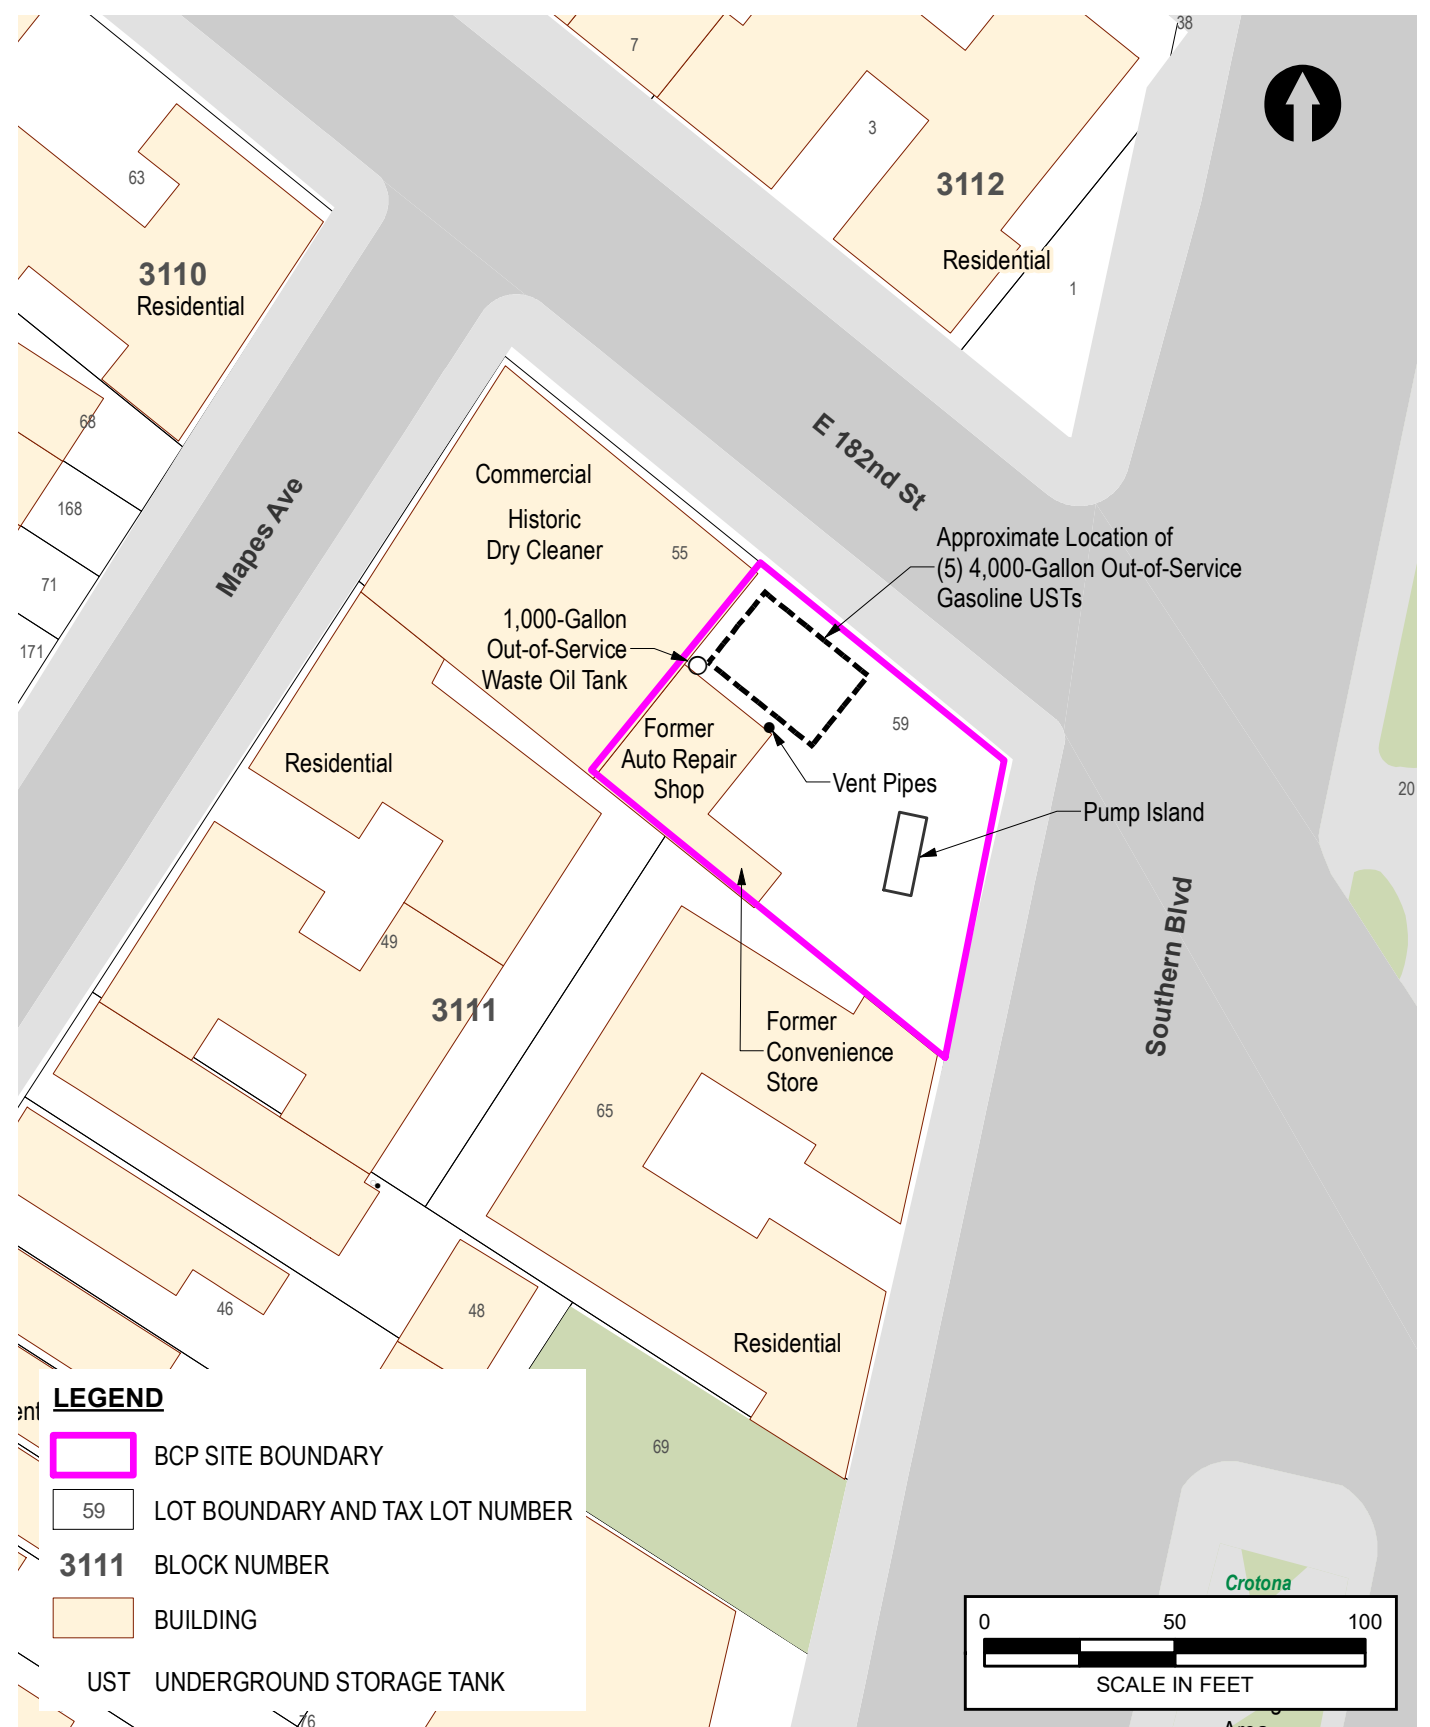 38
7
3
3112
63
Residential
3110
Residential
1
68
E 182nd St
Commercial
Mapes Ave
168
Historic
Dry Cleaner
55
Approximate Location of
(5) 4,000-Gallon Out-of-Service
Gasoline USTs
71
1,000-Gallon
Out-of-Service
Waste Oil Tank
171
59
Former
Auto Repair
Shop
Residential
Vent Pipes
20
Pump Island
Southern Blvd
49
3111
Former
Convenience
Store
65
46
48
Residential
69
LEGEND
BCP SITE BOUNDARY
59 LOT BOUNDARY AND TAX LOT NUMBER
3111 BLOCK NUMBER
BUILDING
UST UNDERGROUND STORAGE TANK
76
Crotona
0 50 100
SCALE IN FEET